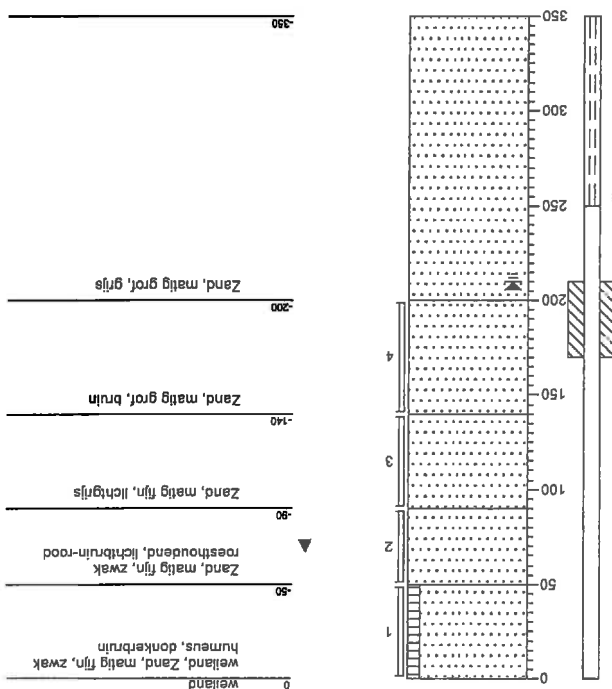 0
50
100
150
200
250
300
350
1
2
3
4
0
weiland
weiland, Zand, matig fijn, zwak
humeus, donkerbruin
-50
Zand, matig fijn, zwak
roesthoudend, lichtbruin-rood
-90
Zand, matig fijn, lichtgrijs
-140
Zand, matig grof, bruin
-200
Zand, matig grof, grijs
-350